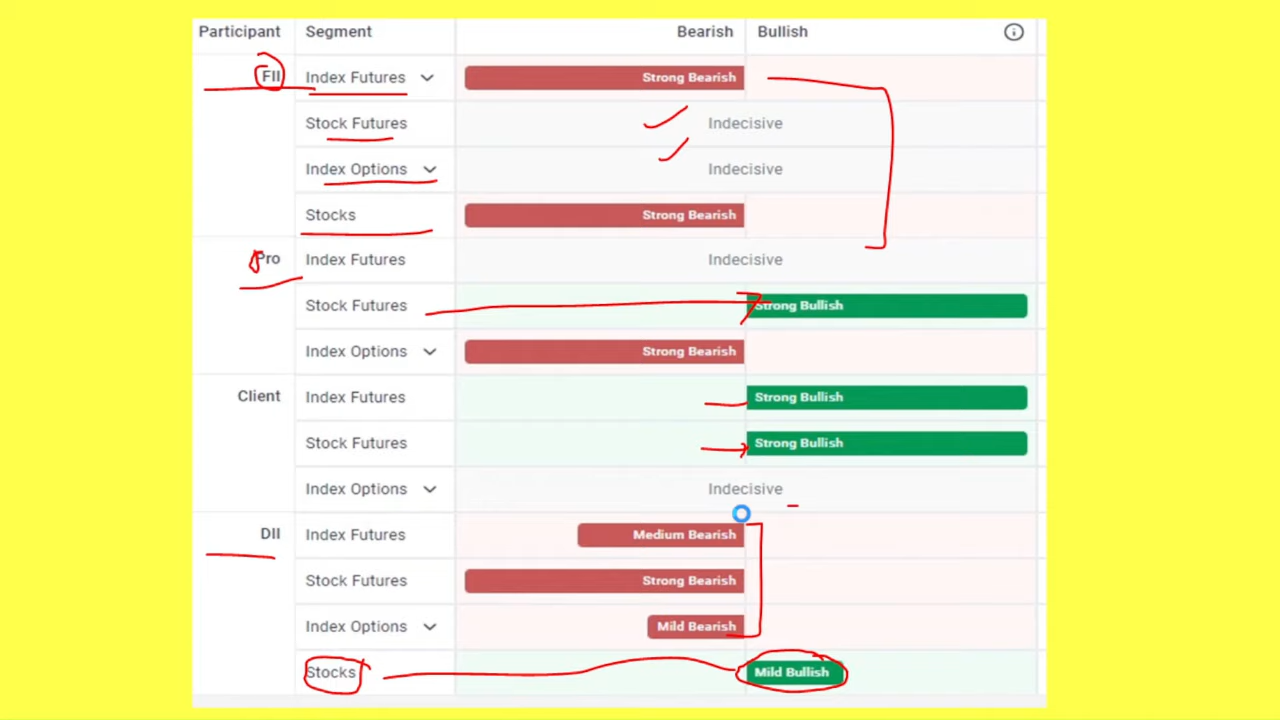 Participant Segment Bearish Bullish
FII Index Futures Strong Bearish
Stock Futures Indecisive
Index Options Indecisive
Stocks Strong Bearish
Pro Index Futures Indecisive
Stock Futures Strong Bullish
Index Options Strong Bearish
Client Index Futures Strong Bullish
Stock Futures Strong Bullish
Index Options Indecisive
DII Index Futures Medium Bearish
Stock Futures Strong Bearish
Index Options Mild Bearish
Stocks Mild Bullish